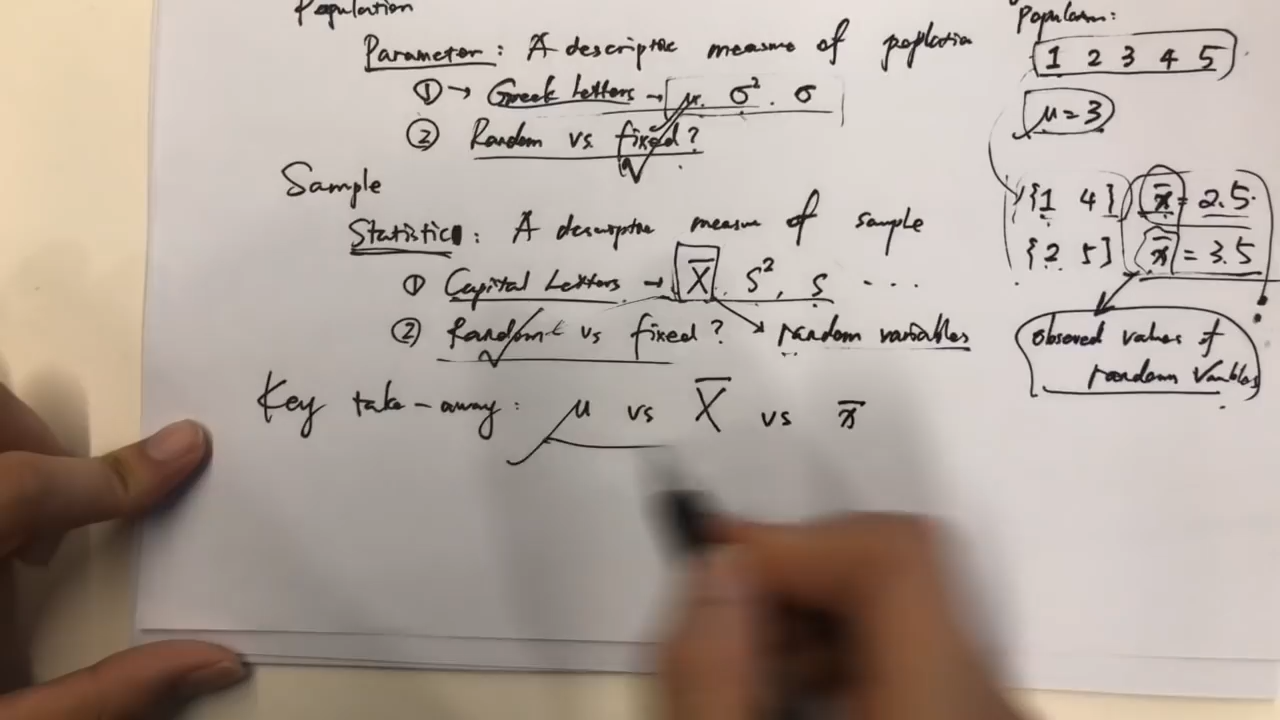 Population
Parameter: A descriptive measure of population
① → Greek Letters → μ. σ². σ
② Random vs. fixed?
Sample
Statistic: A descriptive measure of sample
① Capital Letters → X̅. S², S ...
② Random vs fixed? → random variables
Key take-away: μ vs X̅ vs x̅
Population:
1 2 3 4 5
μ = 3
{1 4} x̅ = 2.5
{2 5} x̅ = 3.5
observed values of
random variables